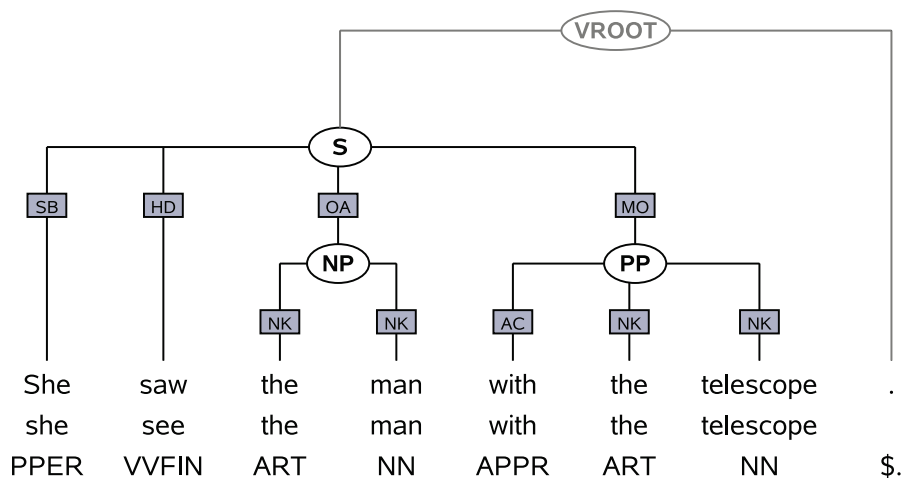 VROOT
S
SB HD OA MO
NP PP
NK NK AC NK NK
She saw the man with the telescope .
she see the man with the telescope
PPER VVFIN ART NN APPR ART NN $.